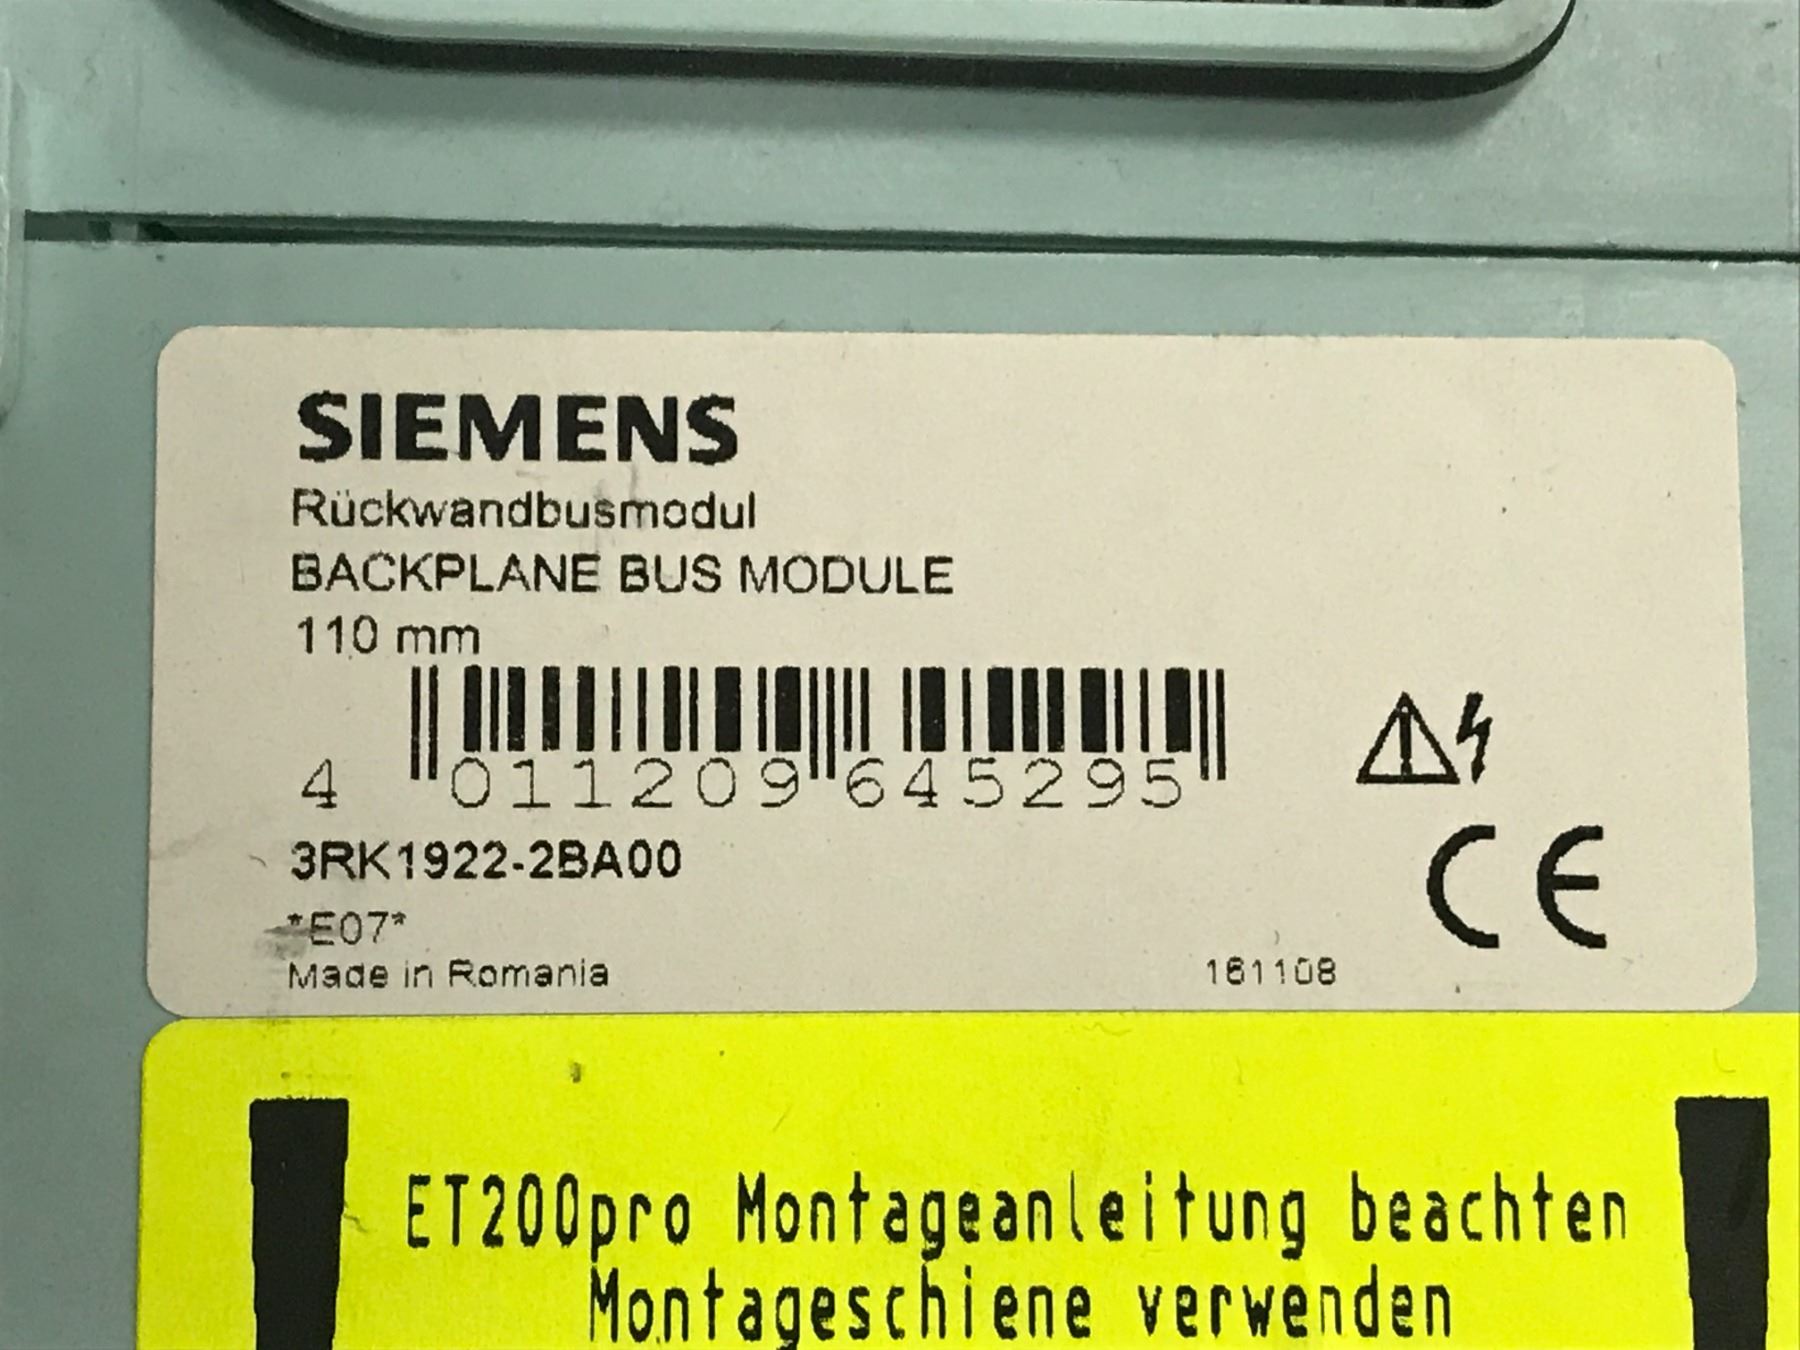 SIEMENS
Rückwandbusmodul
BACKPLANE BUS MODULE
110 mm
4 011209 645295
3RK1922-2BA00
*E07*
Made in Romania
161108
CE
ET200pro Montageanleitung beachten
Montageschiene verwenden